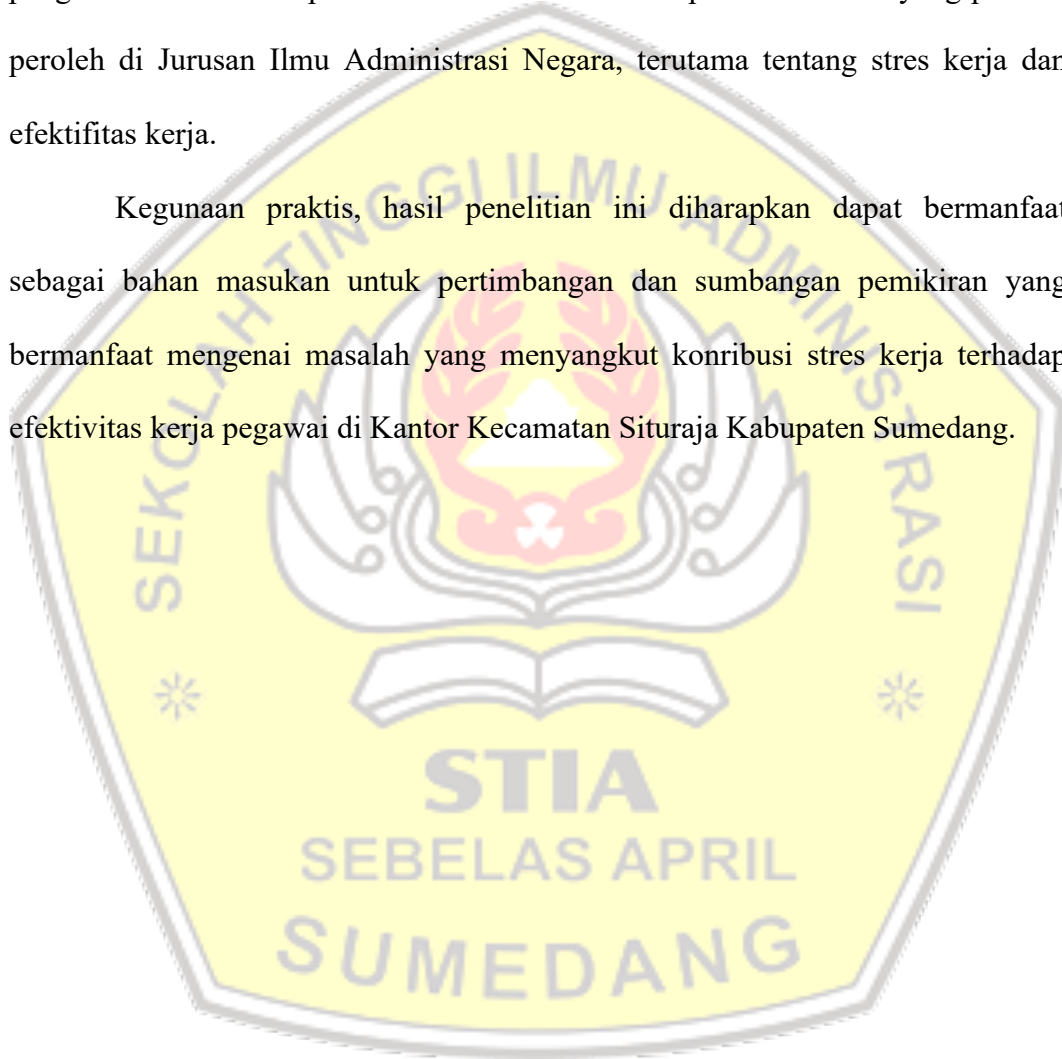 peroleh di Jurusan Ilmu Administrasi Negara, terutama tentang stres kerja dan
efektifitas kerja.
Kegunaan praktis, hasil penelitian ini diharapkan dapat bermanfaat
sebagai bahan masukan untuk pertimbangan dan sumbangan pemikiran yang
bermanfaat mengenai masalah yang menyangkut konribusi stres kerja terhadap
efektivitas kerja pegawai di Kantor Kecamatan Situraja Kabupaten Sumedang.
SEKOLAH TINGGI ILMU ADMINISTRASI
STIA
SEBELAS APRIL
SUMEDANG